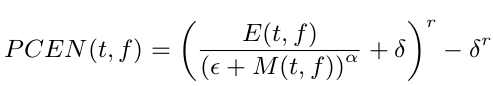 $PCEN(t, f) = \left( \frac{E(t, f)}{(\epsilon + M(t, f))^{\alpha}} + \delta \right)^{r} - \delta^{r}$